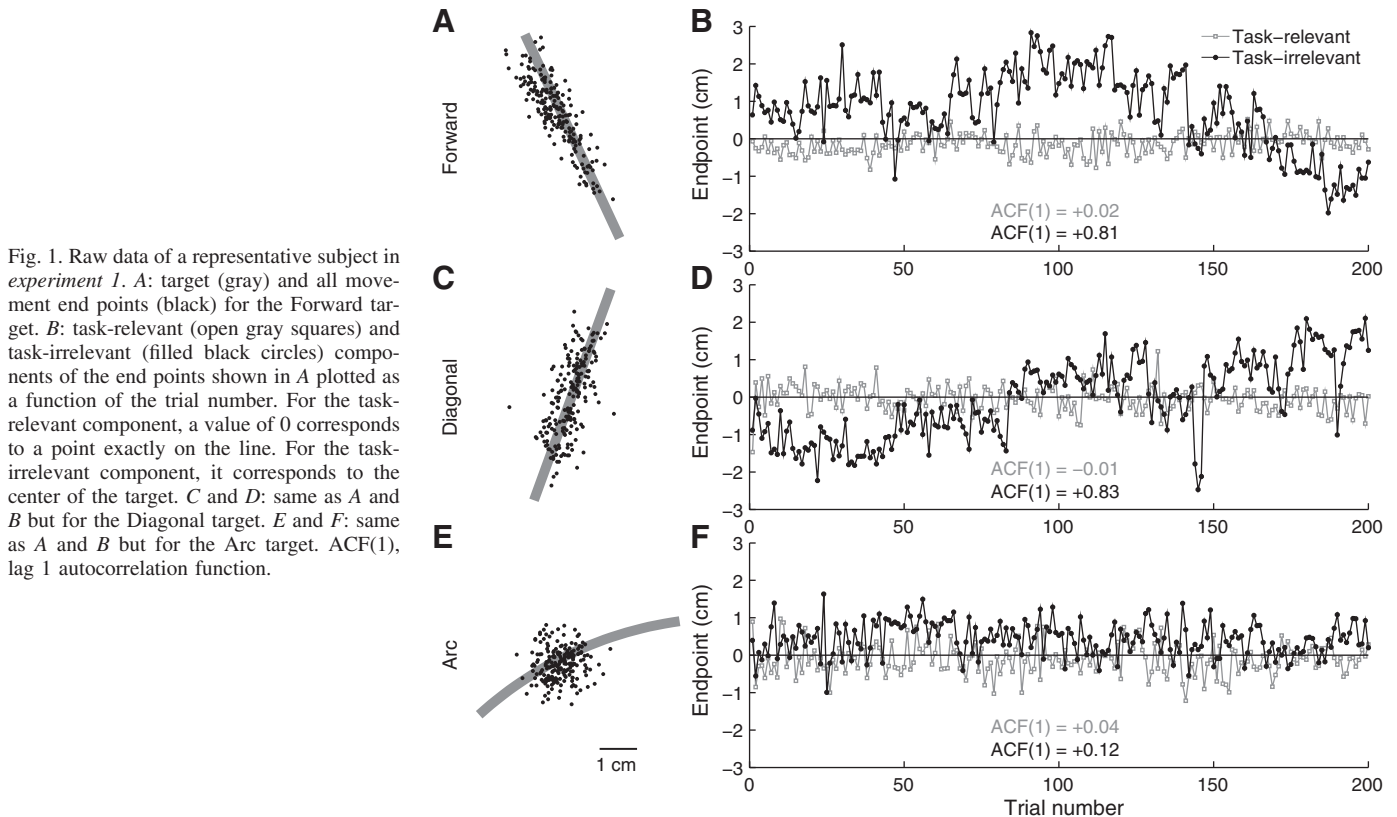 Fig. 1. Raw data of a representative subject in
experiment 1. A: target (gray) and all move-
ment end points (black) for the Forward tar-
get. B: task-relevant (open gray squares) and
task-irrelevant (filled black circles) compo-
nents of the end points shown in A plotted as
a function of the trial number. For the task-
relevant component, a value of 0 corresponds
to a point exactly on the line. For the task-
irrelevant component, it corresponds to the
center of the target. C and D: same as A and
B but for the Diagonal target. E and F: same
as A and B but for the Arc target. ACF(1),
lag 1 autocorrelation function.
A
Forward
B
Endpoint (cm)
3
2
1
0
−1
−2
−3
Task−relevant
Task−irrelevant
ACF(1) = +0.02
ACF(1) = +0.81
0 50 100 150 200
C
Diagonal
D
Endpoint (cm)
3
2
1
0
−1
−2
−3
ACF(1) = −0.01
ACF(1) = +0.83
0 50 100 150 200
E
Arc
1 cm
F
Endpoint (cm)
3
2
1
0
−1
−2
−3
ACF(1) = +0.04
ACF(1) = +0.12
0 50 100 150 200
Trial number